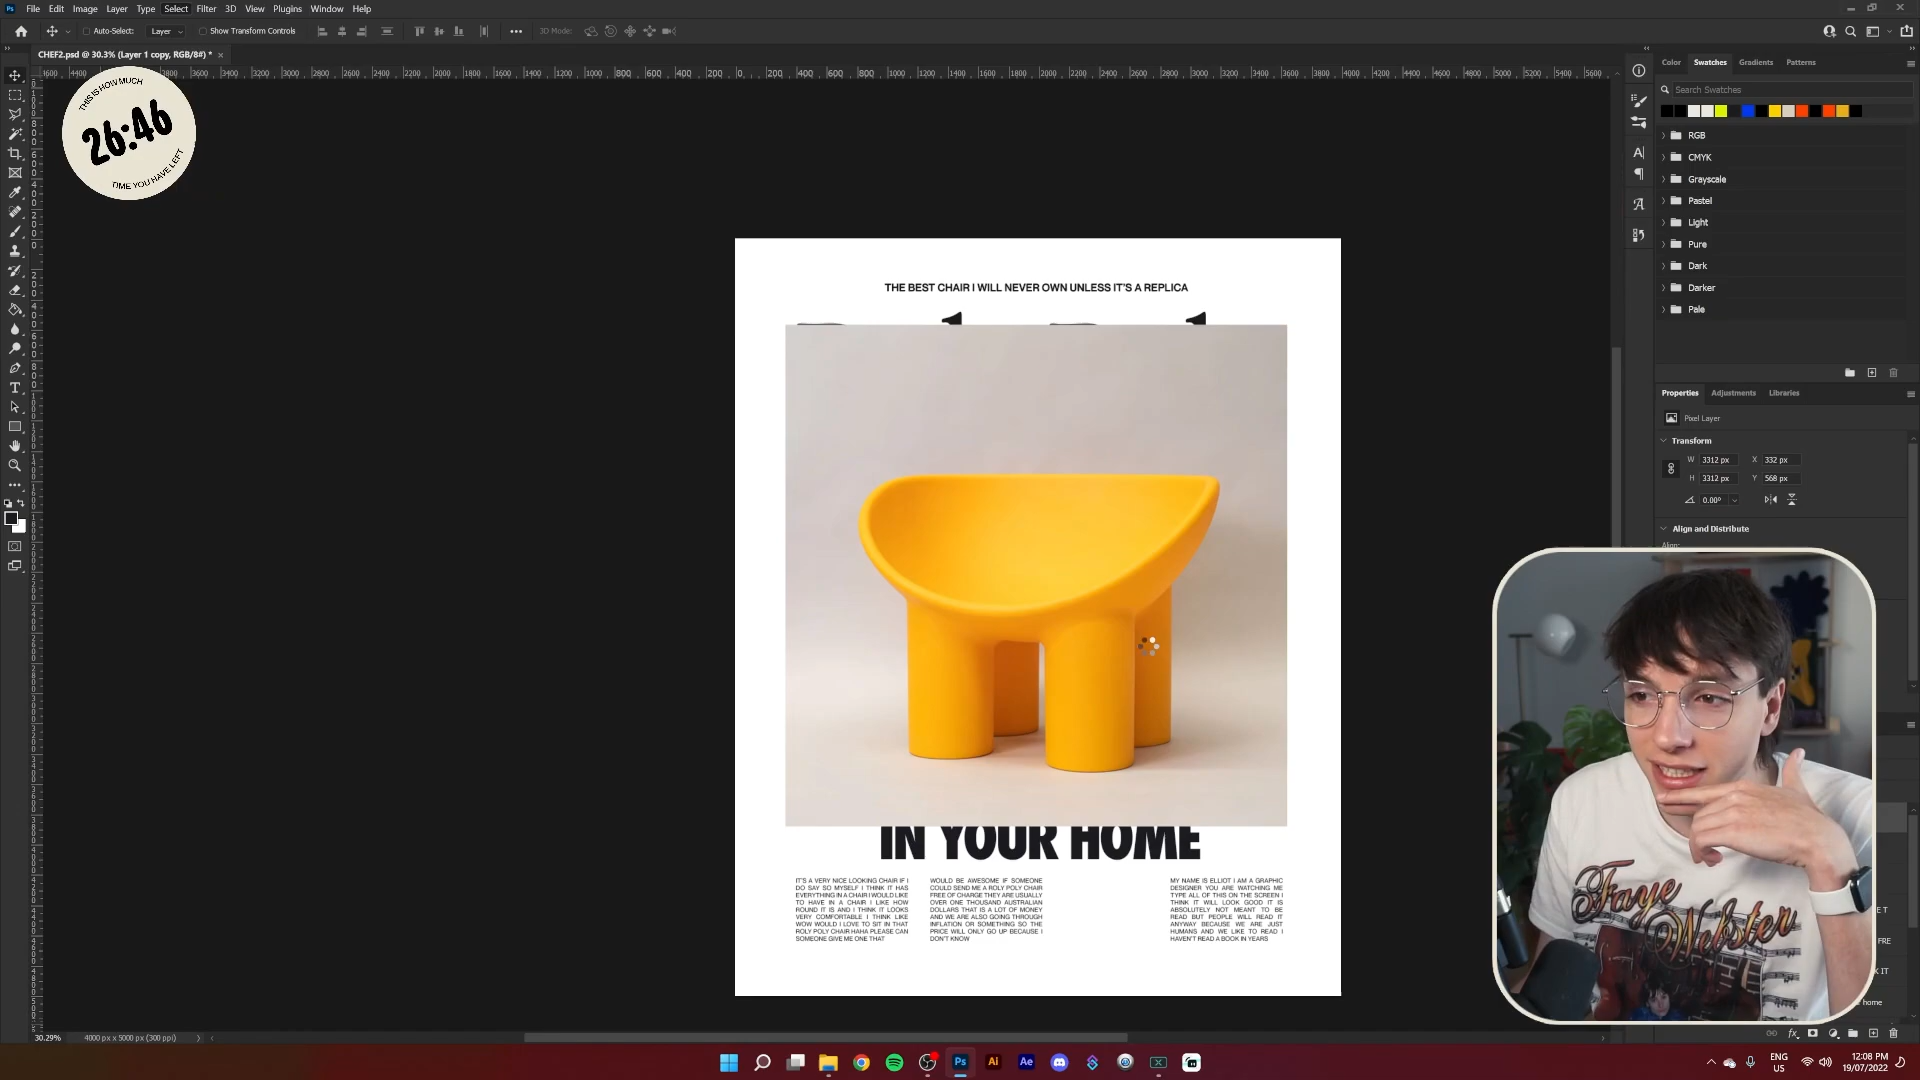 Ps File Edit Image Layer Type Select Filter 3D View Plugins Window Help
Auto-Select: Layer Show Transform Controls 3D Mode:
CHEF2.psd @ 30.3% (Layer 1 copy, RGB/8#) *
THIS IS HOW MUCH
26:46
TIME YOU HAVE LEFT
THE BEST CHAIR I WILL NEVER OWN UNLESS IT'S A REPLICA
IN YOUR HOME
IT'S A VERY NICE LOOKING CHAIR IF I
DO SAY SO MYSELF I THINK IT HAS
EVERYTHING IN A CHAIR I WOULD LIKE
TO HAVE IN A CHAIR I LIKE HOW
ROUND IT IS AND I THINK IT LOOKS
VERY COMFORTABLE I THINK LIKE
WOW WOULD I LOVE TO SIT IN THAT
ROLY POLY CHAIR HAHA PLEASE CAN
SOMEONE GIVE ME ONE THAT
WOULD BE AWESOME IF SOMEONE
COULD SEND ME A ROLY POLY CHAIR
FREE OF CHARGE THEY ARE USUALLY
OVER ONE THOUSAND AUSTRALIAN
DOLLARS THAT IS A LOT OF MONEY
AND WE ARE ALSO GOING THROUGH
INFLATION OR SOMETHING SO THE
PRICE WILL ONLY GO UP BECAUSE I
DON'T KNOW
MY NAME IS ELLIOT I AM A GRAPHIC
DESIGNER YOU ARE WATCHING ME
TYPE ALL OF THIS ON THE SCREEN I
THINK IT WILL LOOK GOOD IT IS
ABSOLUTELY NOT MEANT TO BE
READ BUT PEOPLE WILL READ IT
ANYWAY BECAUSE WE ARE JUST
HUMANS AND WE LIKE TO READ I
HAVEN'T READ A BOOK IN YEARS
Color Swatches Gradients Patterns
Search Swatches
RGB
CMYK
Grayscale
Pastel
Light
Pure
Dark
Darker
Pale
Properties Adjustments Libraries
Pixel Layer
Transform
W 3312 px X 332 px
H 3312 px Y 568 px
0.00°
Align and Distribute
Align:
Faye
Webster
E T
FRE
K IT
home
30.29% 4000 px x 5000 px (300 ppi)
Ps Ai Ae
ENG
US
12:08 PM
19/07/2022